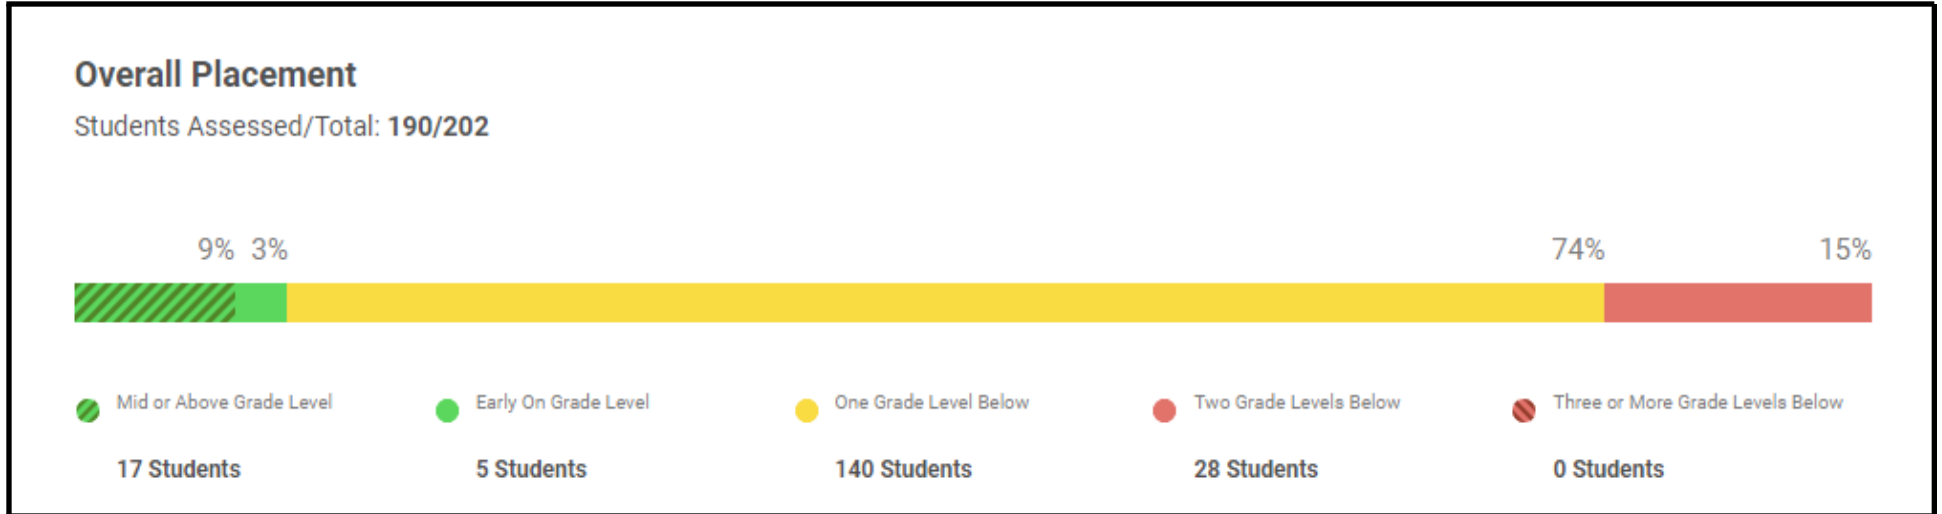 Overall Placement
Students Assessed/Total: 190/202
9% 3% 74% 15%
Mid or Above Grade Level Early On Grade Level One Grade Level Below Two Grade Levels Below Three or More Grade Levels Below
17 Students 5 Students 140 Students 28 Students 0 Students